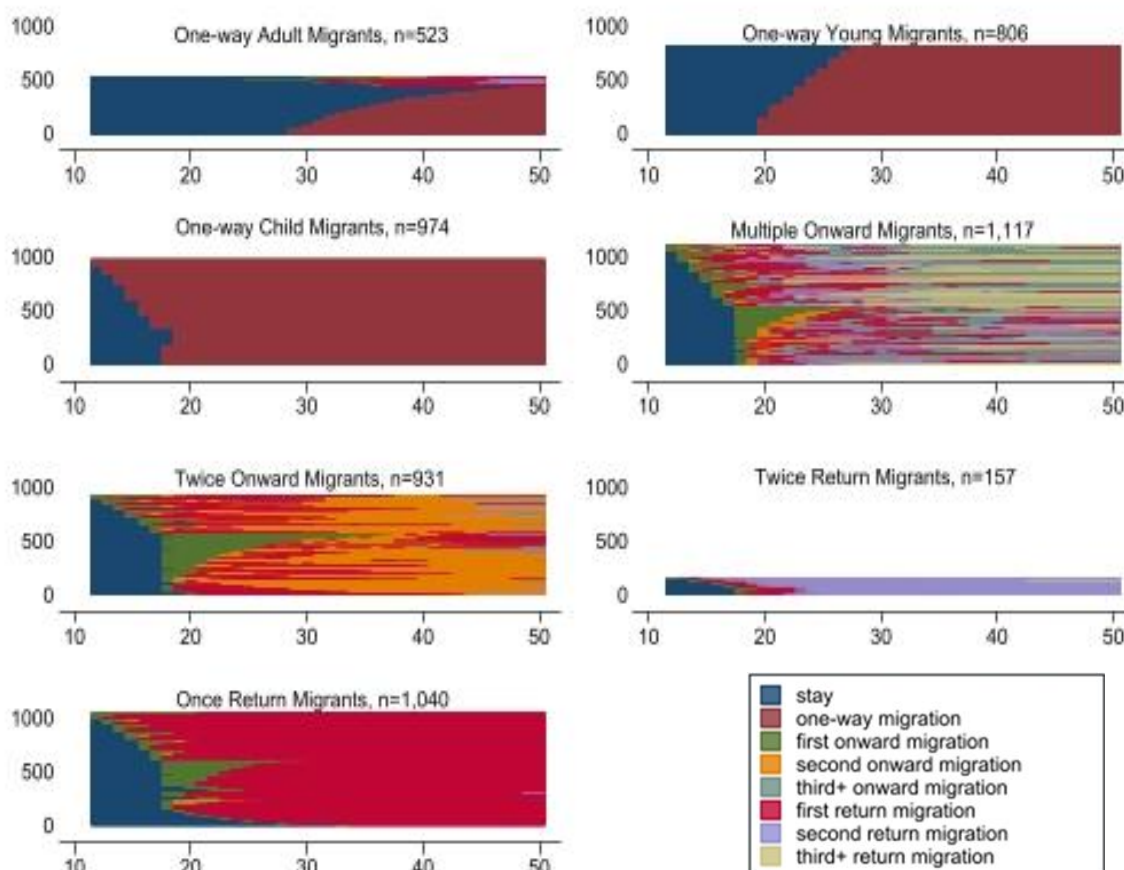 One-way Adult Migrants, n=523
1000
500
0
10 20 30 40 50
One-way Young Migrants, n=806
1000
500
0
10 20 30 40 50
One-way Child Migrants, n=974
1000
500
0
10 20 30 40 50
Multiple Onward Migrants, n=1,117
1000
500
0
10 20 30 40 50
Twice Onward Migrants, n=931
1000
500
0
10 20 30 40 50
Twice Return Migrants, n=157
1000
500
0
10 20 30 40 50
Once Return Migrants, n=1,040
1000
500
0
10 20 30 40 50
stay
one-way migration
first onward migration
second onward migration
third+ onward migration
first return migration
second return migration
third+ return migration